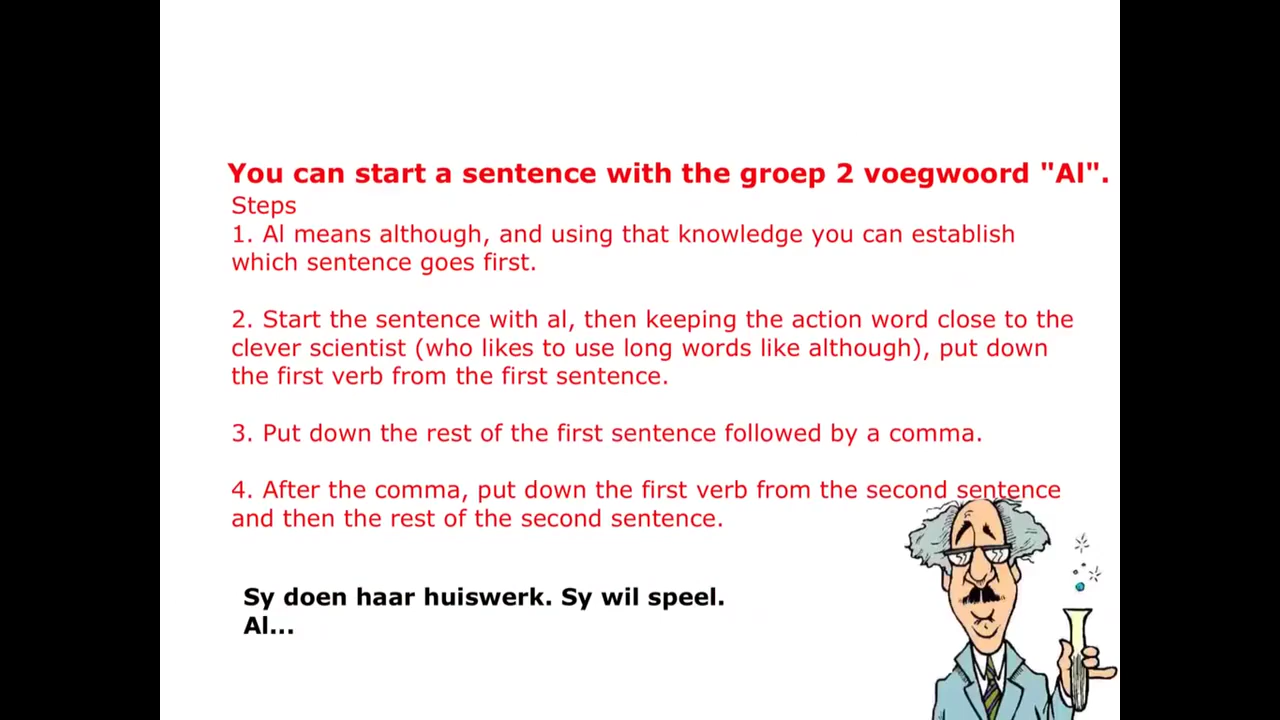 You can start a sentence with the groep 2 voegwoord "Al".
Steps
1. Al means although, and using that knowledge you can establish
which sentence goes first.
2. Start the sentence with al, then keeping the action word close to the
clever scientist (who likes to use long words like although), put down
the first verb from the first sentence.
3. Put down the rest of the first sentence followed by a comma.
4. After the comma, put down the first verb from the second sentence
and then the rest of the second sentence.
Sy doen haar huiswerk. Sy wil speel.
Al...